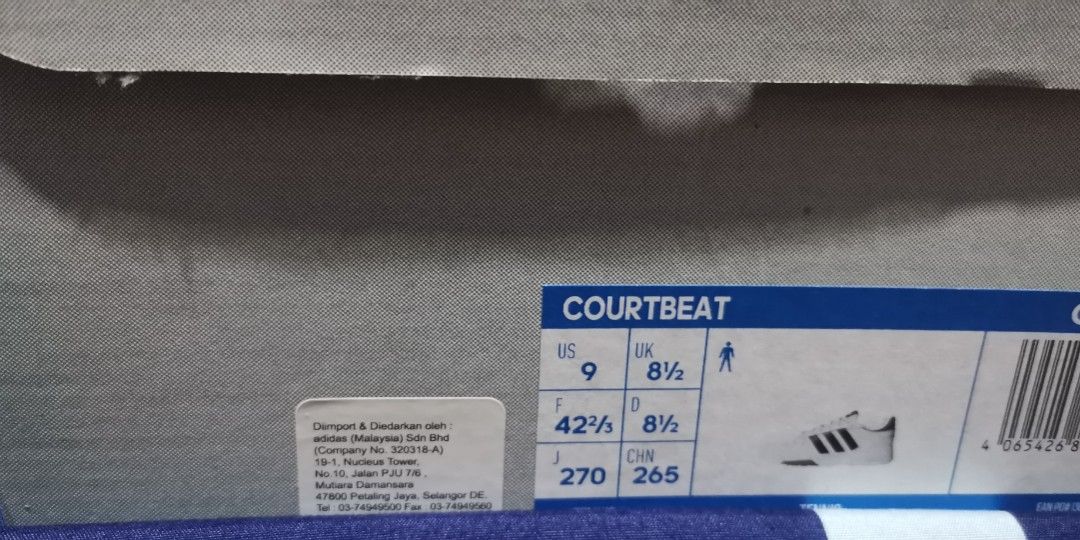 COURTBEAT
US
9
UK
8½
F
42⅔
D
8½
J
270
CHN
265
4 065426 8
Diimport & Diedarkan oleh :
adidas (Malaysia) Sdn Bhd
(Company No. 320318-A)
19-1, Nucleus Tower,
No.10, Jalan PJU 7/6 ,
Mutiara Damansara
47800 Petaling Jaya, Selangor DE.
Tel : 03-74949500 Fax 03-74949560